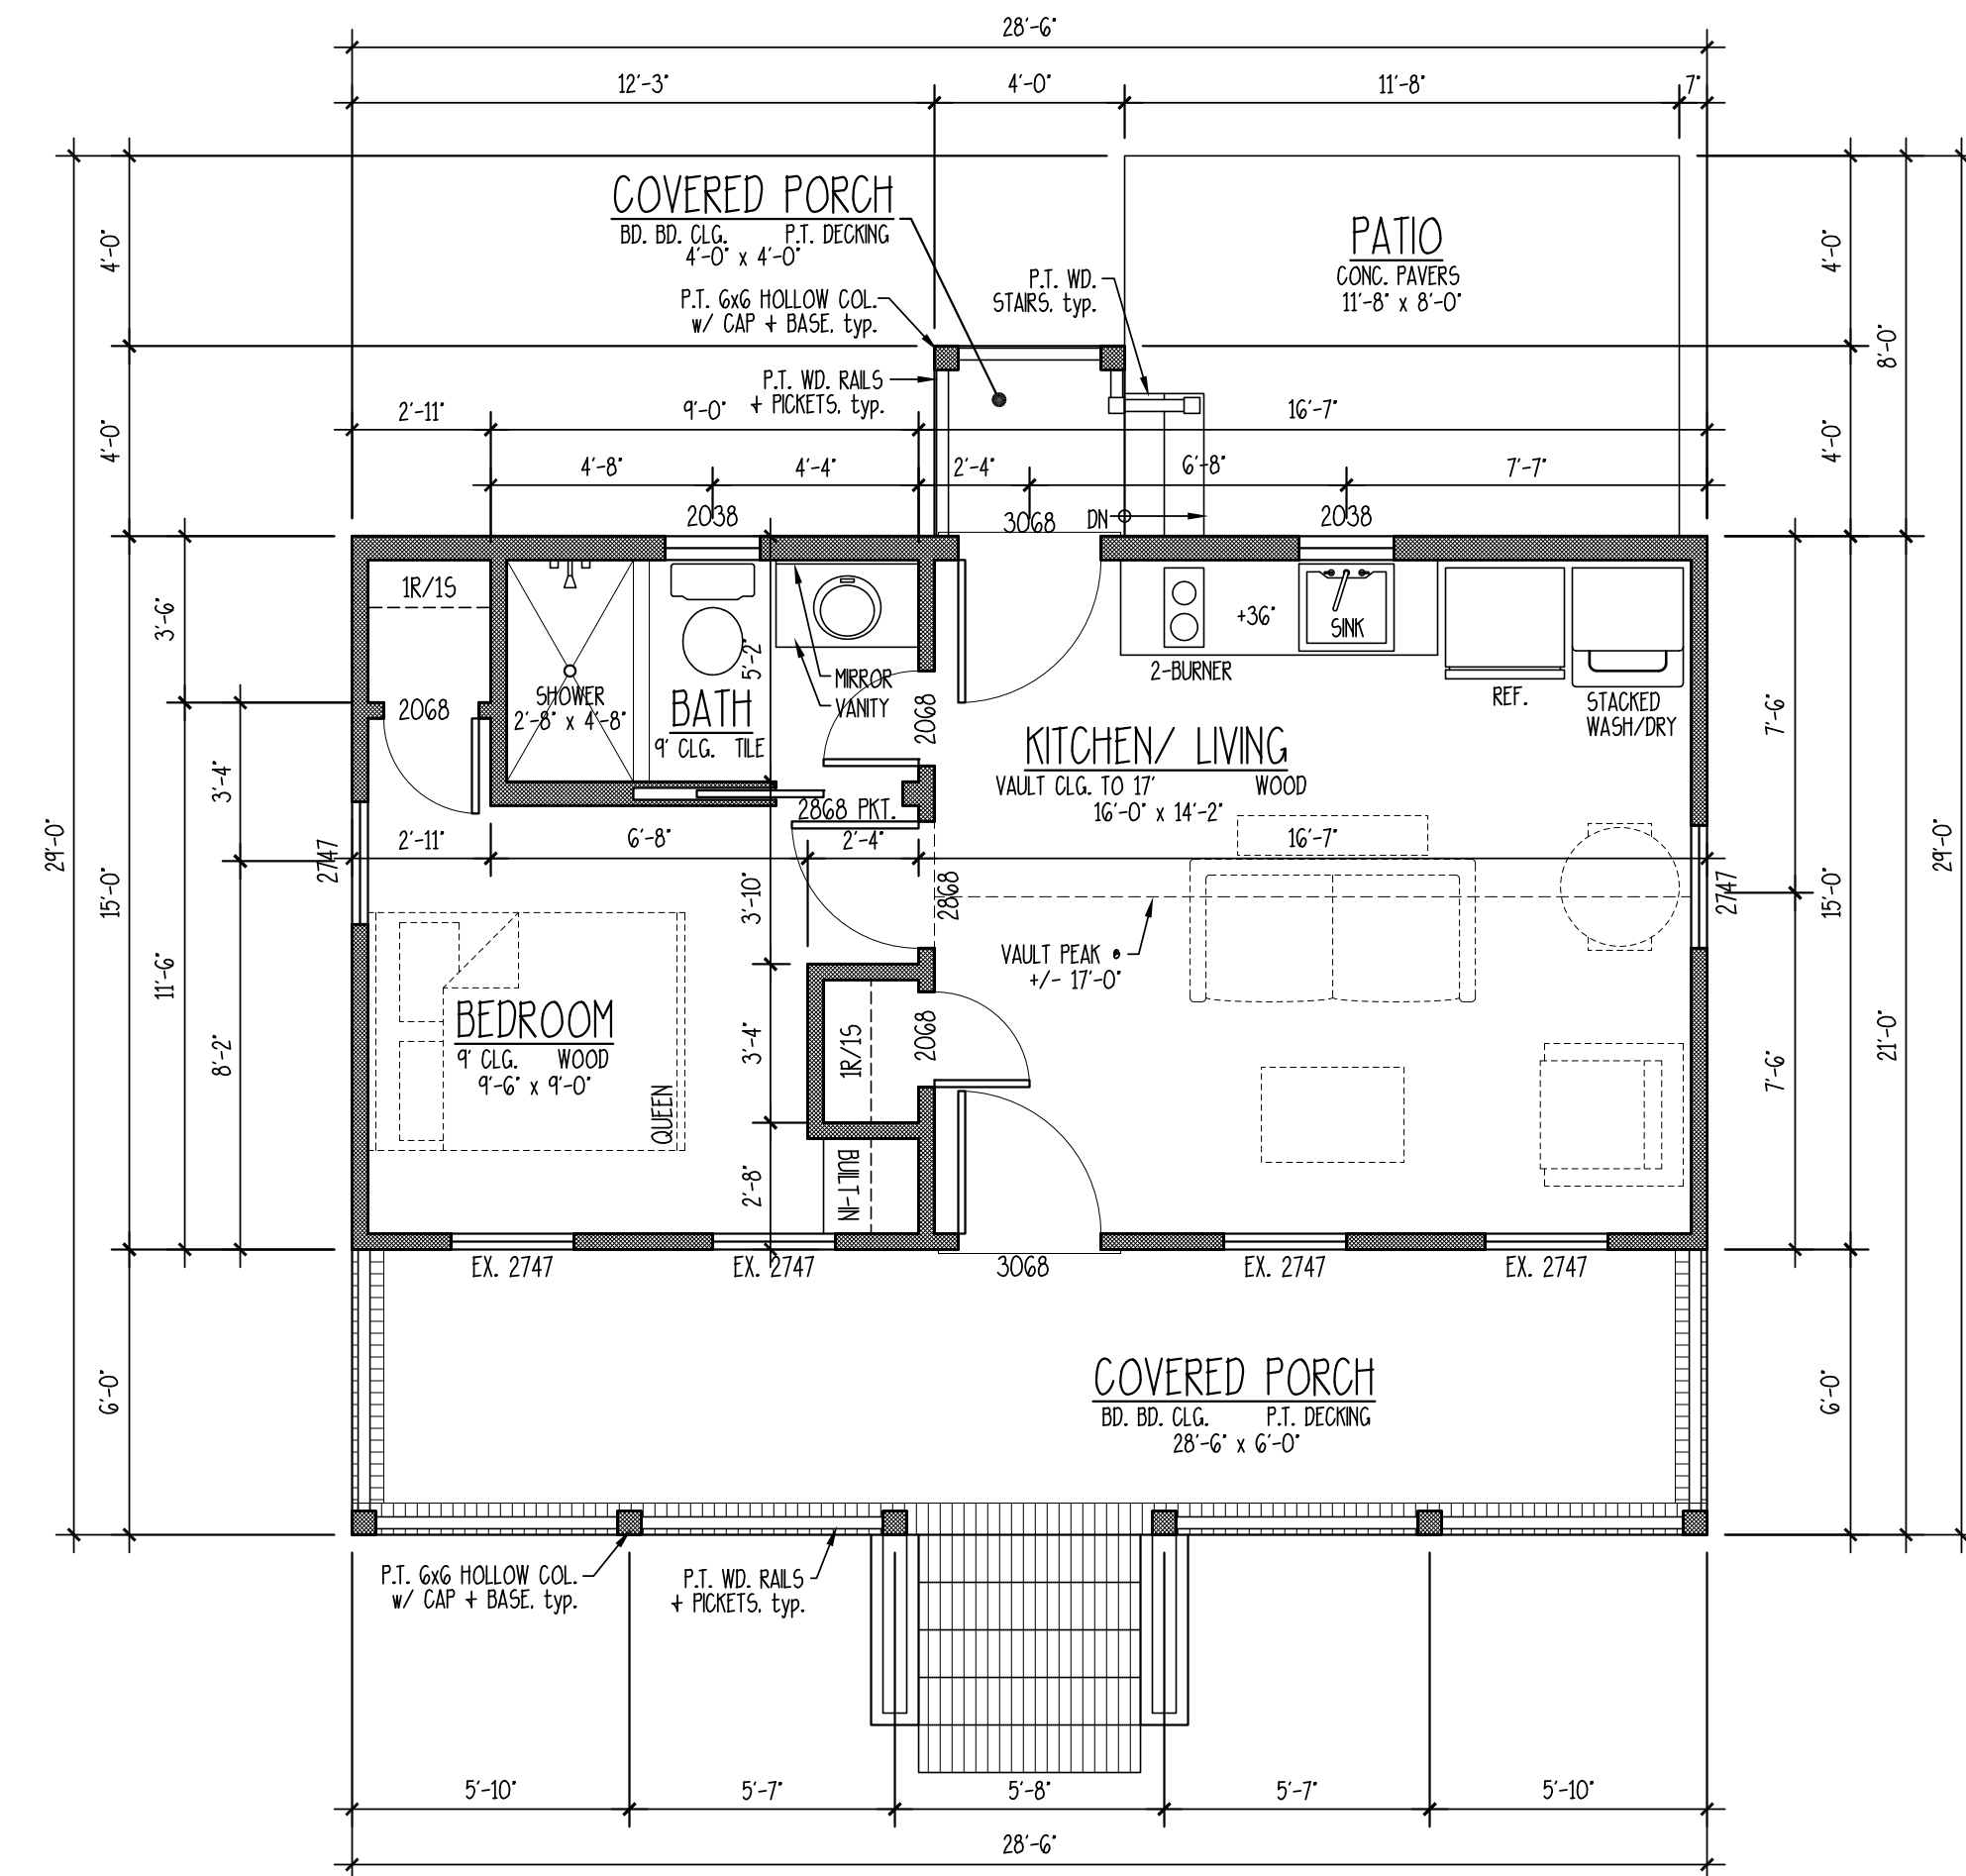 28'-6"
12'-3" 4'-0" 11'-8" 7"
COVERED PORCH
BD. BD. CLG. P.T. DECKING
4'-0" x 4'-0"
PATIO
CONC. PAVERS
11'-8" x 8'-0"
P.T. WD.
STAIRS, typ.
P.T. 6x6 HOLLOW COL.
w/ CAP + BASE, typ.
P.T. WD. RAILS
+ PICKETS, typ.
4'-0"
4'-0"
4'-0"
8'-0"
4'-0"
2'-11" 9'-0" 16'-7"
4'-8" 4'-4" 2'-4" 6'-8" 7'-7"
2038 3068 DN 2038
1R/1S
3'-6"
5'-2"
+36"
SINK
2-BURNER
MIRROR
VANITY
REF.
STACKED
WASH/DRY
SHOWER
2'-8" x 4'-8"
2068
BATH
9' CLG. TILE
2068
KITCHEN/ LIVING
VAULT CLG. TO 17' WOOD
16'-0" x 14'-2"
7'-6"
3'-4"
2868 PKT.
2'-11" 6'-8" 2'-4" 16'-7"
29'-0"
15'-0"
2747
3'-10"
2868
2747
15'-0"
29'-0"
VAULT PEAK @
+/- 17'-0"
11'-6"
8'-2"
BEDROOM
9' CLG. WOOD
9'-6" x 9'-0"
QUEEN
3'-4"
1R/1S
2068
21'-0"
7'-6"
2'-8"
BUILT-IN
EX. 2747 EX. 2747 3068 EX. 2747 EX. 2747
6'-0"
COVERED PORCH
BD. BD. CLG. P.T. DECKING
28'-6" x 6'-0"
6'-0"
P.T. 6x6 HOLLOW COL.
w/ CAP + BASE, typ.
P.T. WD. RAILS
+ PICKETS, typ.
5'-10" 5'-7" 5'-8" 5'-7" 5'-10"
28'-6"